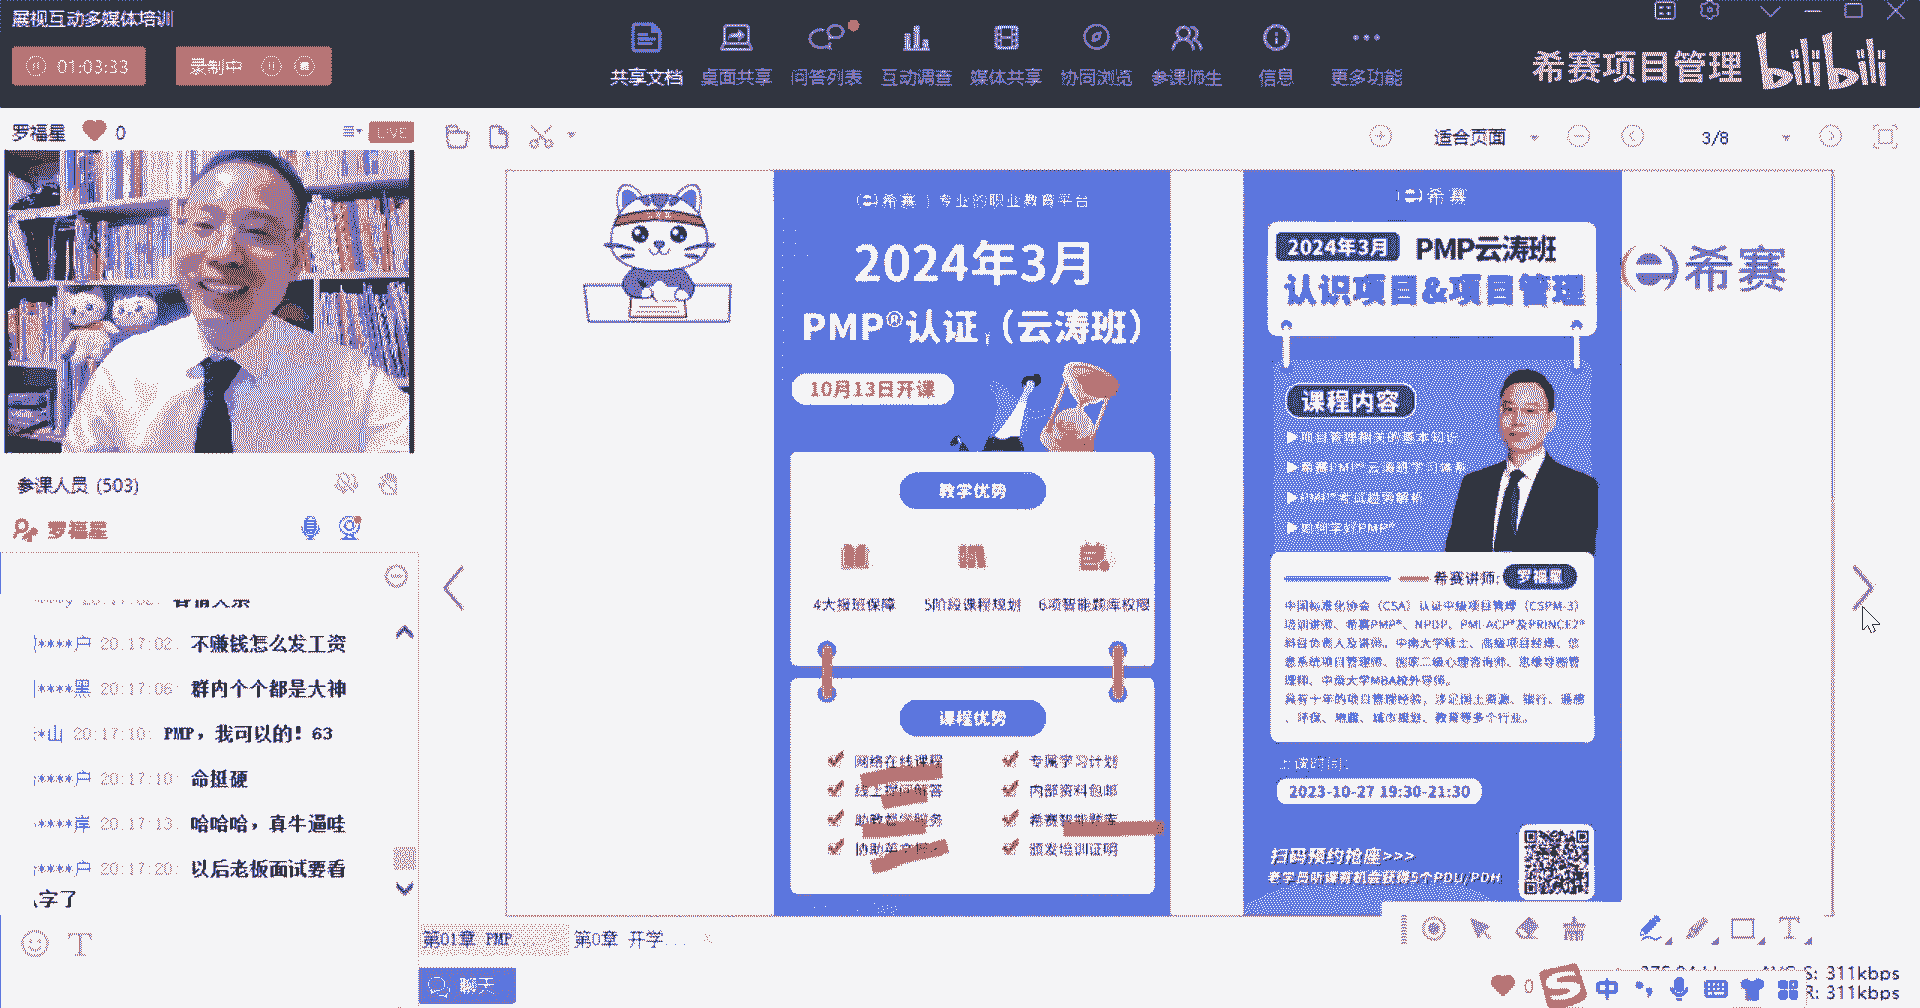 展视互动多媒体培训
01:03:33
录制中
共享文档
桌面共享
问答列表
互动调查
媒体共享
协同浏览
参课师生
信息
更多功能
希赛项目管理 bilibili
罗福星 0
LIVE
适合页面
3/8
参课人员 (503)
罗福星
20:17:02: 不赚钱怎么发工资
****黑 20:17:06: 群内个个都是大神
*山 20:17:10: PMP，我可以的！63
****户 20:17:10: 命挺硬
****岸 20:17:13: 哈哈哈，真牛逼哇
****户 20:17:20: 以后老板面试要看
字了
希赛 | 专业的职业教育平台
2024年3月
PMP®认证（云涛班）
10月13日开课
教学优势
4大报班保障
5阶段课程规划
6项智能题库权限
课程优势
网络在线课程
专属学习计划
线上提问解答
内部资料包邮
助教督学服务
希赛智能题库
协助英文报名
颁发培训证明
希赛
2024年3月 PMP云涛班
认识项目&项目管理
希赛
课程内容
▶项目管理相关的基本知识
▶希赛PMP®云涛班学习体系
▶PMP®考试趋势解析
▶如何学好PMP®
希赛讲师: 罗福星
中国标准化协会（CSA）认证中级项目管理（CSPM-3）
培训讲师、希赛PMP®、NPDP、PMI-ACP®及PRINCE2®
科目负责人及讲师。中南大学硕士、高级项目经理、信
息系统项目管理师、国家二级心理咨询师、思维导图管
理师、中南大学MBA校外导师。
具有十年的项目管理经验，涉足国土资源、银行、通信
、环保、地震、城市规划、教育等多个行业。
上课时间:
2023-10-27 19:30-21:30
扫码预约抢座>>>
老学员听课有机会获得5个PDU/PDH
第01章 PMP
第0章 开学...
聊天
0
中
S: 311kbps
R: 311kbps